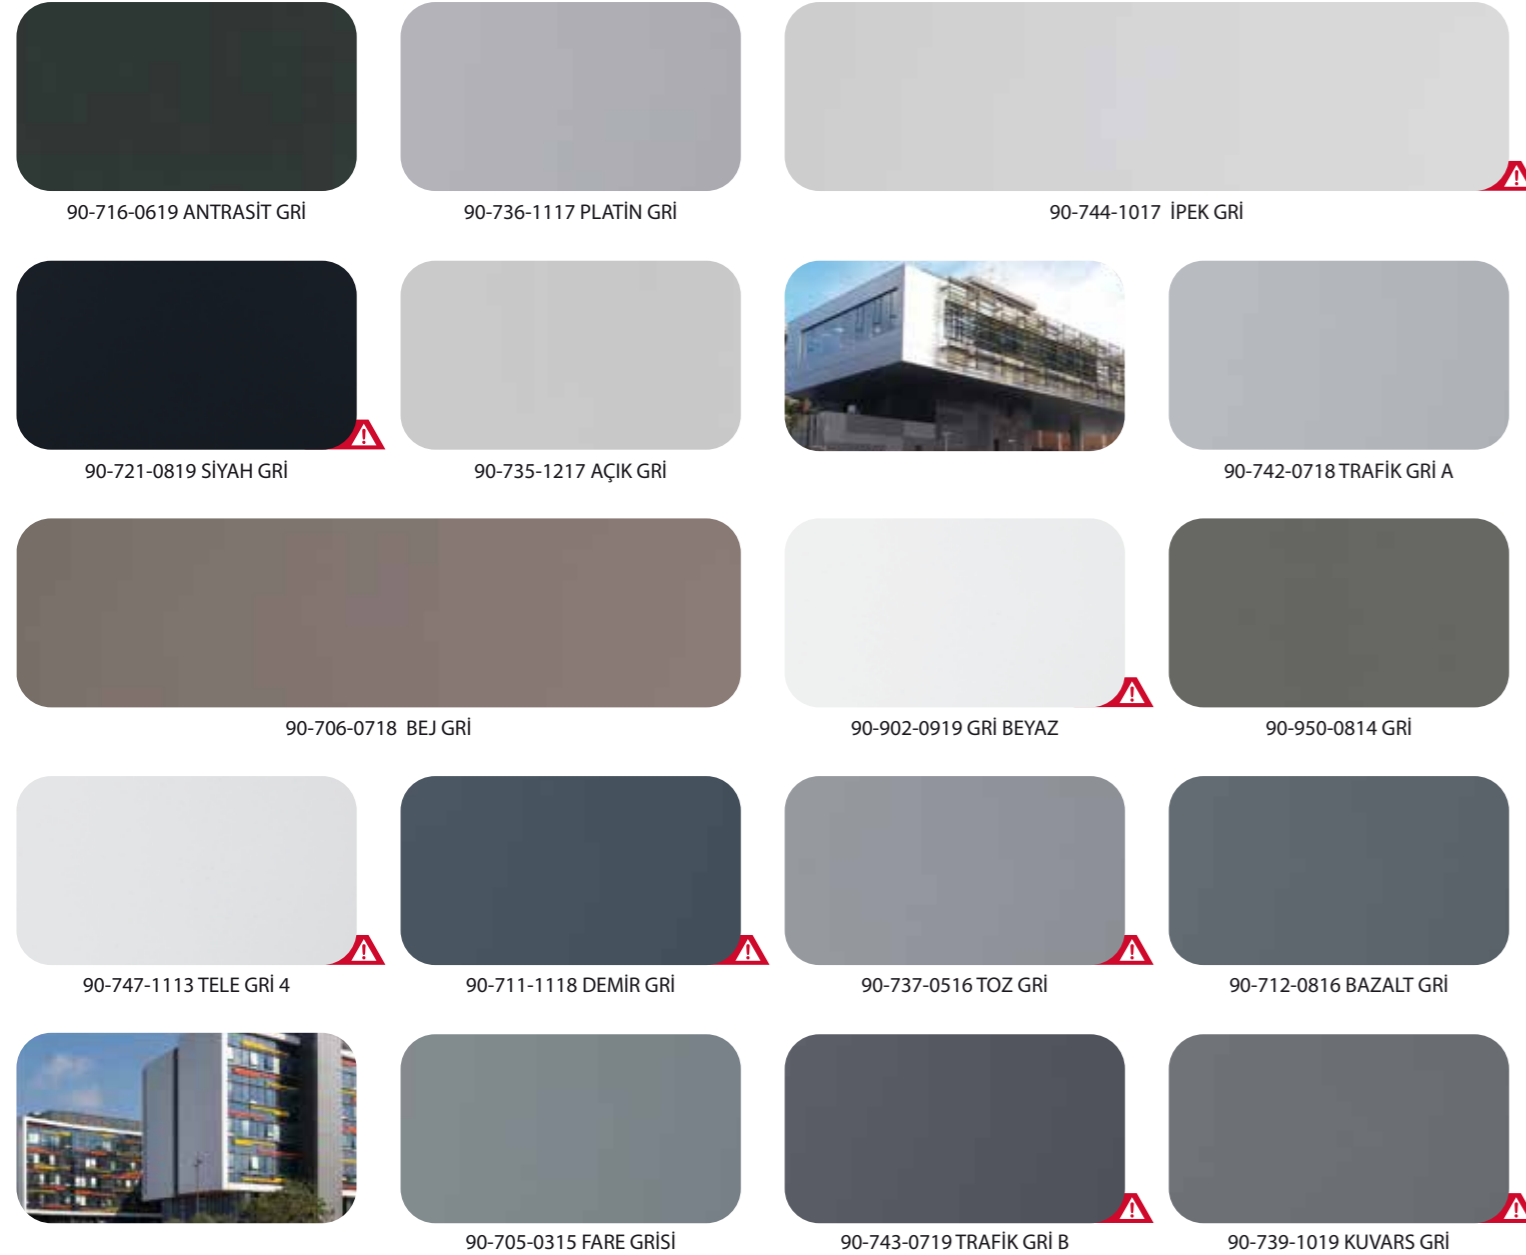 90-716-0619 ANTRASİT GRİ
90-736-1117 PLATİN GRİ
90-744-1017 İPEK GRİ
90-721-0819 SİYAH GRİ
90-735-1217 AÇIK GRİ
90-742-0718 TRAFİK GRİ A
90-706-0718 BEJ GRİ
90-902-0919 GRİ BEYAZ
90-950-0814 GRİ
90-747-1113 TELE GRİ 4
90-711-1118 DEMİR GRİ
90-737-0516 TOZ GRİ
90-712-0816 BAZALT GRİ
90-705-0315 FARE GRİSİ
90-743-0719 TRAFİK GRİ B
90-739-1019 KUVARS GRİ